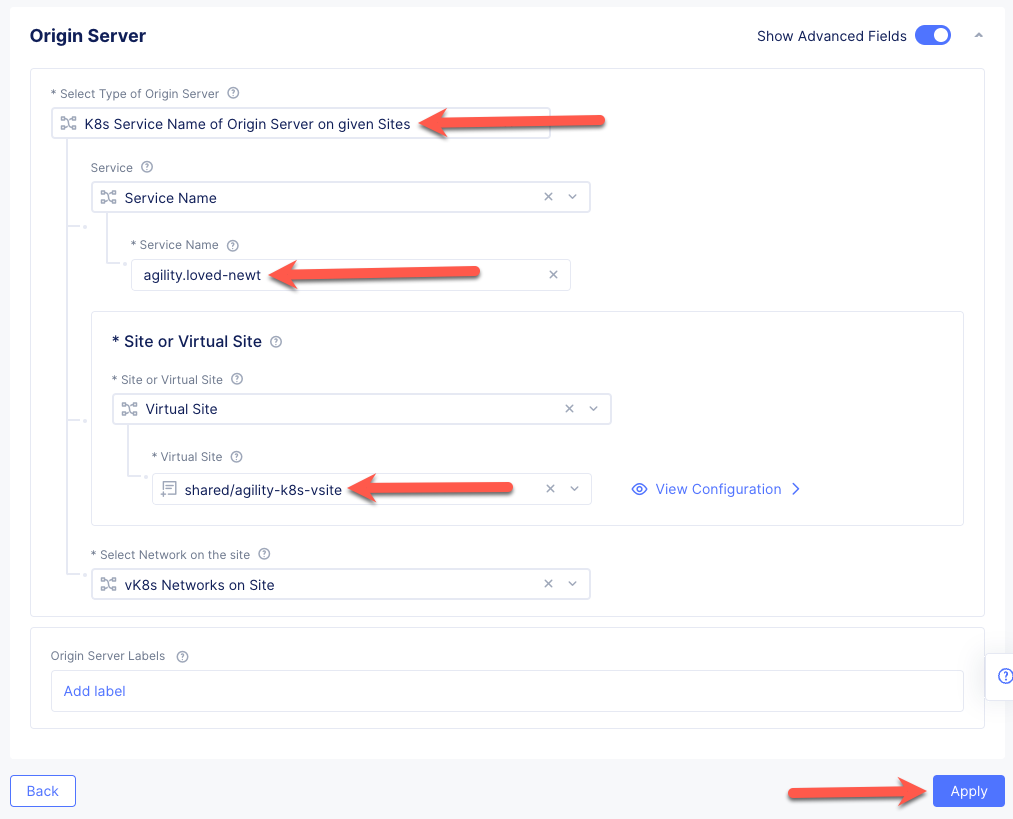 Origin Server
Show Advanced Fields
* Select Type of Origin Server
K8s Service Name of Origin Server on given Sites
Service
Service Name
* Service Name
agility.loved-newt
* Site or Virtual Site
* Site or Virtual Site
Virtual Site
* Virtual Site
shared/agility-k8s-vsite
View Configuration
* Select Network on the site
vK8s Networks on Site
Origin Server Labels
Add label
Back
Apply